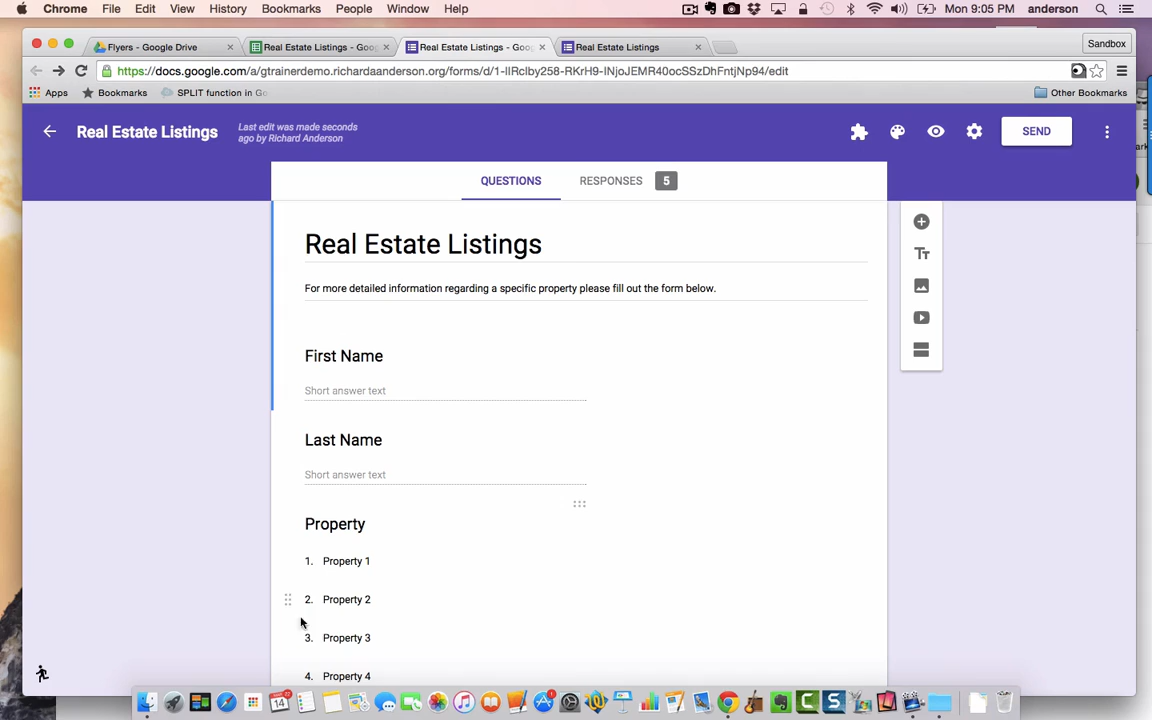 Chrome File Edit View History Bookmarks People Window Help Mon 9:05 PM anderson
Flyers - Google Drive Real Estate Listings - Goo Real Estate Listings - Goo Real Estate Listings Sandbox
https://docs.google.com/a/gtrainerdemo.richardaanderson.org/forms/d/1-lIRcIby258-RKrH9-INjoJEMR40ocSSzDhFntjNp94/edit
Apps Bookmarks SPLIT function in Go Other Bookmarks
Real Estate Listings
Last edit was made seconds
ago by Richard Anderson
SEND
QUESTIONS RESPONSES 5
Real Estate Listings
For more detailed information regarding a specific property please fill out the form below.
First Name
Short answer text
Last Name
Short answer text
Property
1. Property 1
2. Property 2
3. Property 3
4. Property 4
14